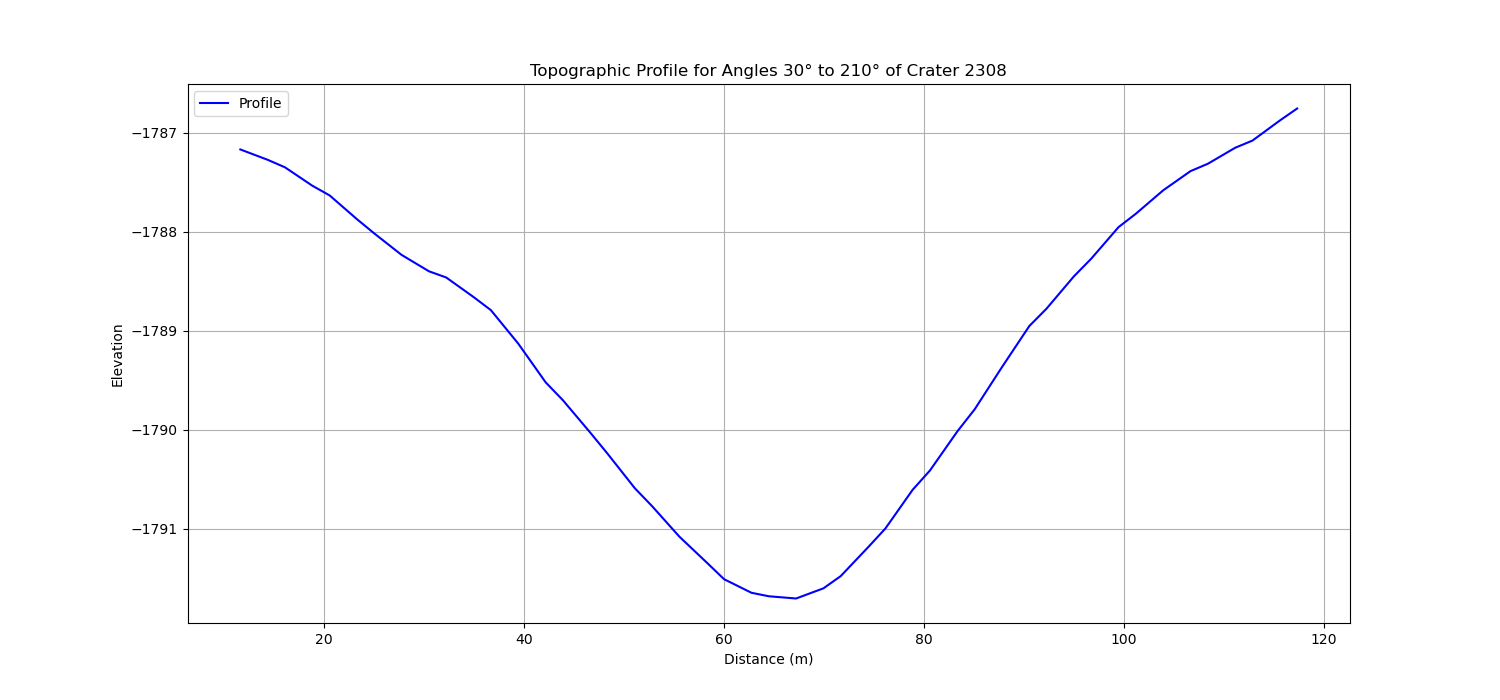 Topographic Profile for Angles 30° to 210° of Crater 2308
Profile
−1787
−1788
−1789
−1790
−1791
Elevation
20
40
60
80
100
120
Distance (m)